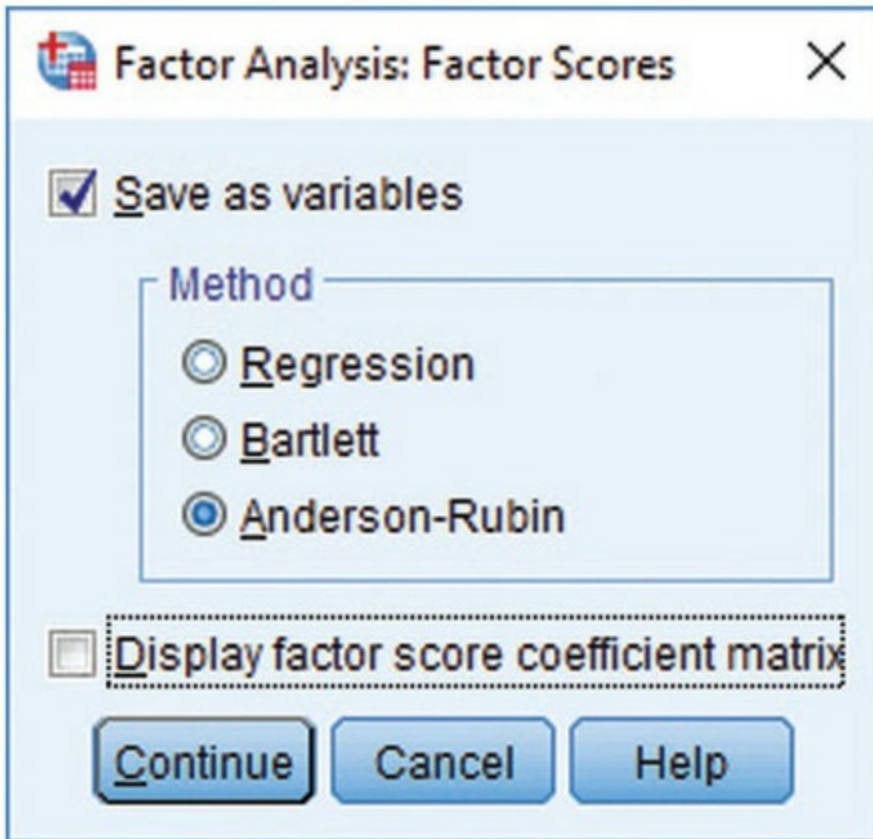 Factor Analysis: Factor Scores
Save as variables
Method
Regression
Bartlett
Anderson-Rubin
Display factor score coefficient matrix
Continue Cancel Help